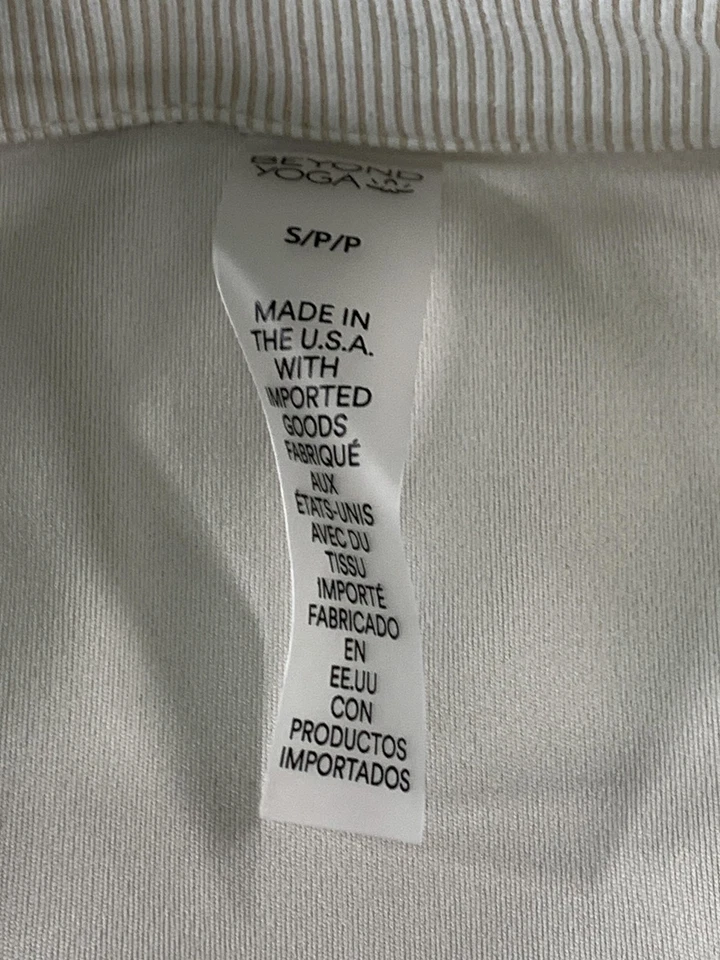 BEYOND
YOGA
S/P/P
MADE IN
THE U.S.A.
WITH
IMPORTED
GOODS
FABRIQUÉ
AUX
ÉTATS-UNIS
AVEC DU
TISSU
IMPORTÉ
FABRICADO
EN
EE.UU
CON
PRODUCTOS
IMPORTADOS